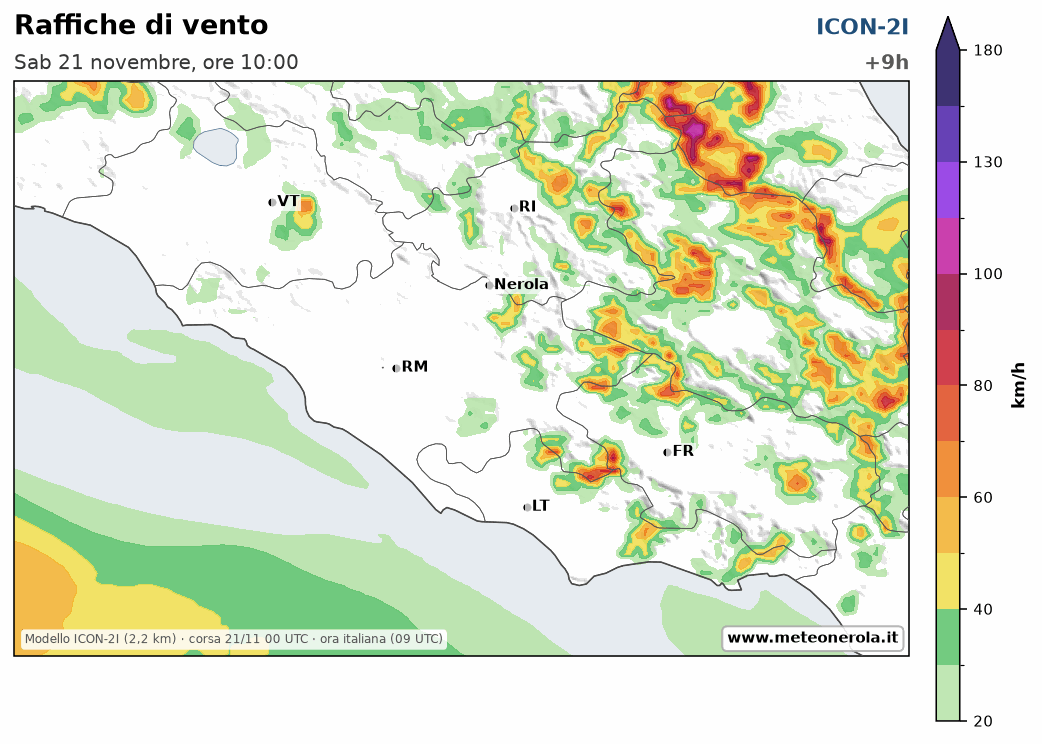 Raffiche di vento
ICON-2I
Sab 21 novembre, ore 10:00
+9h
180
130
100
80
60
40
20
km/h
VT
RI
Nerola
RM
FR
LT
Modello ICON-2I (2,2 km) · corsa 21/11 00 UTC · ora italiana (09 UTC)
www.meteonerola.it